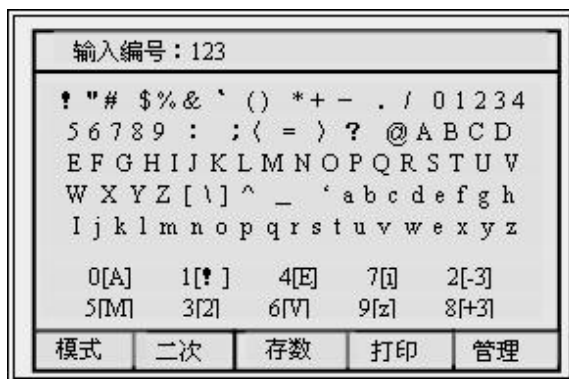 输入编号：123
! "# $%& ` () *+ - . / 01234
56789 : ; ( = ) ? @ABCD
EFGHIJKLMNOPQRSTUV
WXYZ[\]^ _ ‘abcdefgh
Ijklmnopqrstuvwexyz
0[A] 1[!] 4[E] 7[i] 2[-3]
5[M] 3[2] 6[V] 9[z] 8[+3]
模式 二次 存数 打印 管理